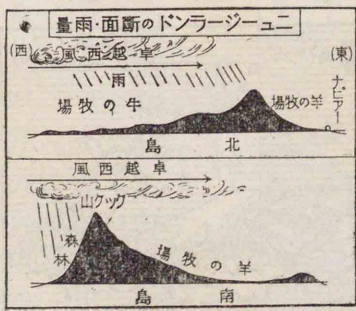 ニュージーランドの斷面・雨量
(東)
(西)
卓越西風
雨
ナピァー
羊の牧場
牛の牧場
北島
卓越西風
クック山
森林
羊の牧場
南島